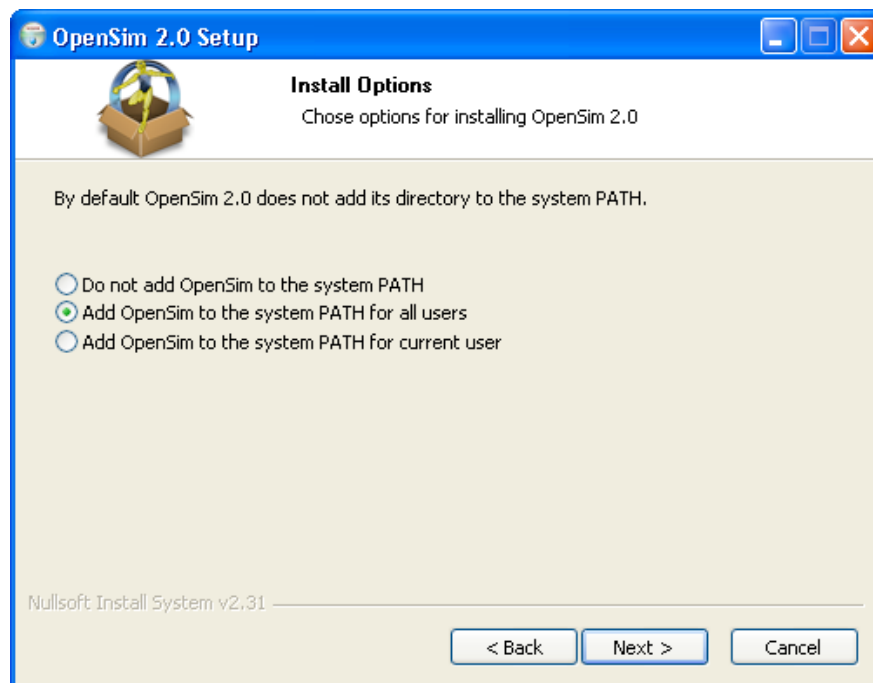 OpenSim 2.0 Setup
Install Options
Chose options for installing OpenSim 2.0
By default OpenSim 2.0 does not add its directory to the system PATH.
Do not add OpenSim to the system PATH
Add OpenSim to the system PATH for all users
Add OpenSim to the system PATH for current user
Nullsoft Install System v2.31
< Back Next > Cancel